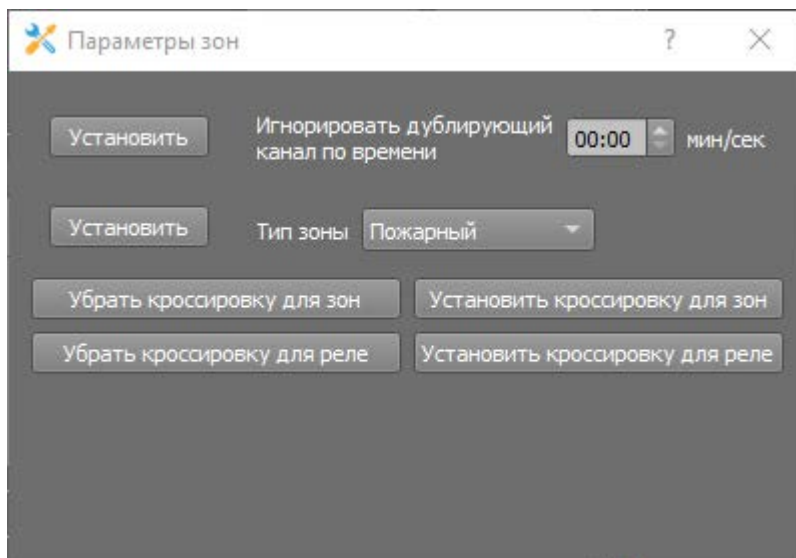 Параметры зон
?
Установить
Игнорировать дублирующий
канал по времени
00:00
мин/сек
Установить
Тип зоны
Пожарный
Убрать кроссировку для зон
Установить кроссировку для зон
Убрать кроссировку для реле
Установить кроссировку для реле